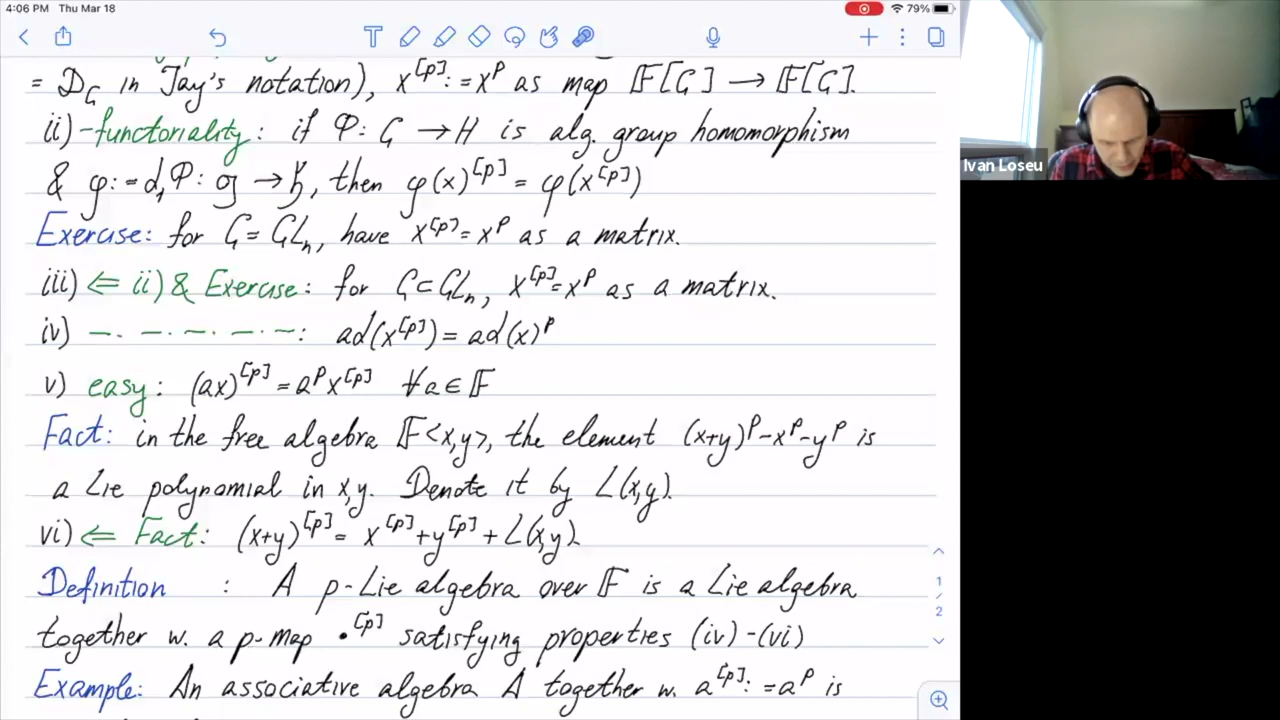 4:06 PM Thu Mar 18
79%
= D_G in Jay's notation), x^[p] := x^p as map 𝔽[G] → 𝔽[G].
ii) -functoriality: if Φ: G → H is alg. group homomorphism
& φ := d₁Φ: 𝔤 → 𝔥, then φ(x)^[p] = φ(x^[p])
Exercise: for G = GL_n, have x^[p] = x^p as a matrix.
iii) ⇐ ii) & Exercise: for G ⊂ GL_n, x^[p] = x^p as a matrix.
iv) —. —. —. —. —: ad(x^[p]) = ad(x)^p
v) easy: (ax)^[p] = a^p x^[p] ∀ a ∈ 𝔽
Fact: in the free algebra 𝔽<x,y>, the element (x+y)^p - x^p - y^p is
a Lie polynomial in x,y. Denote it by L(x,y).
vi) ⇐ Fact: (x+y)^[p] = x^[p] + y^[p] + L(x,y).
Definition : A p-Lie algebra over 𝔽 is a Lie algebra
together w. a p-map •^[p] satisfying properties (iv)-(vi)
Example: An associative algebra A together w. a^[p] := a^p is
1/2
Ivan Loseu